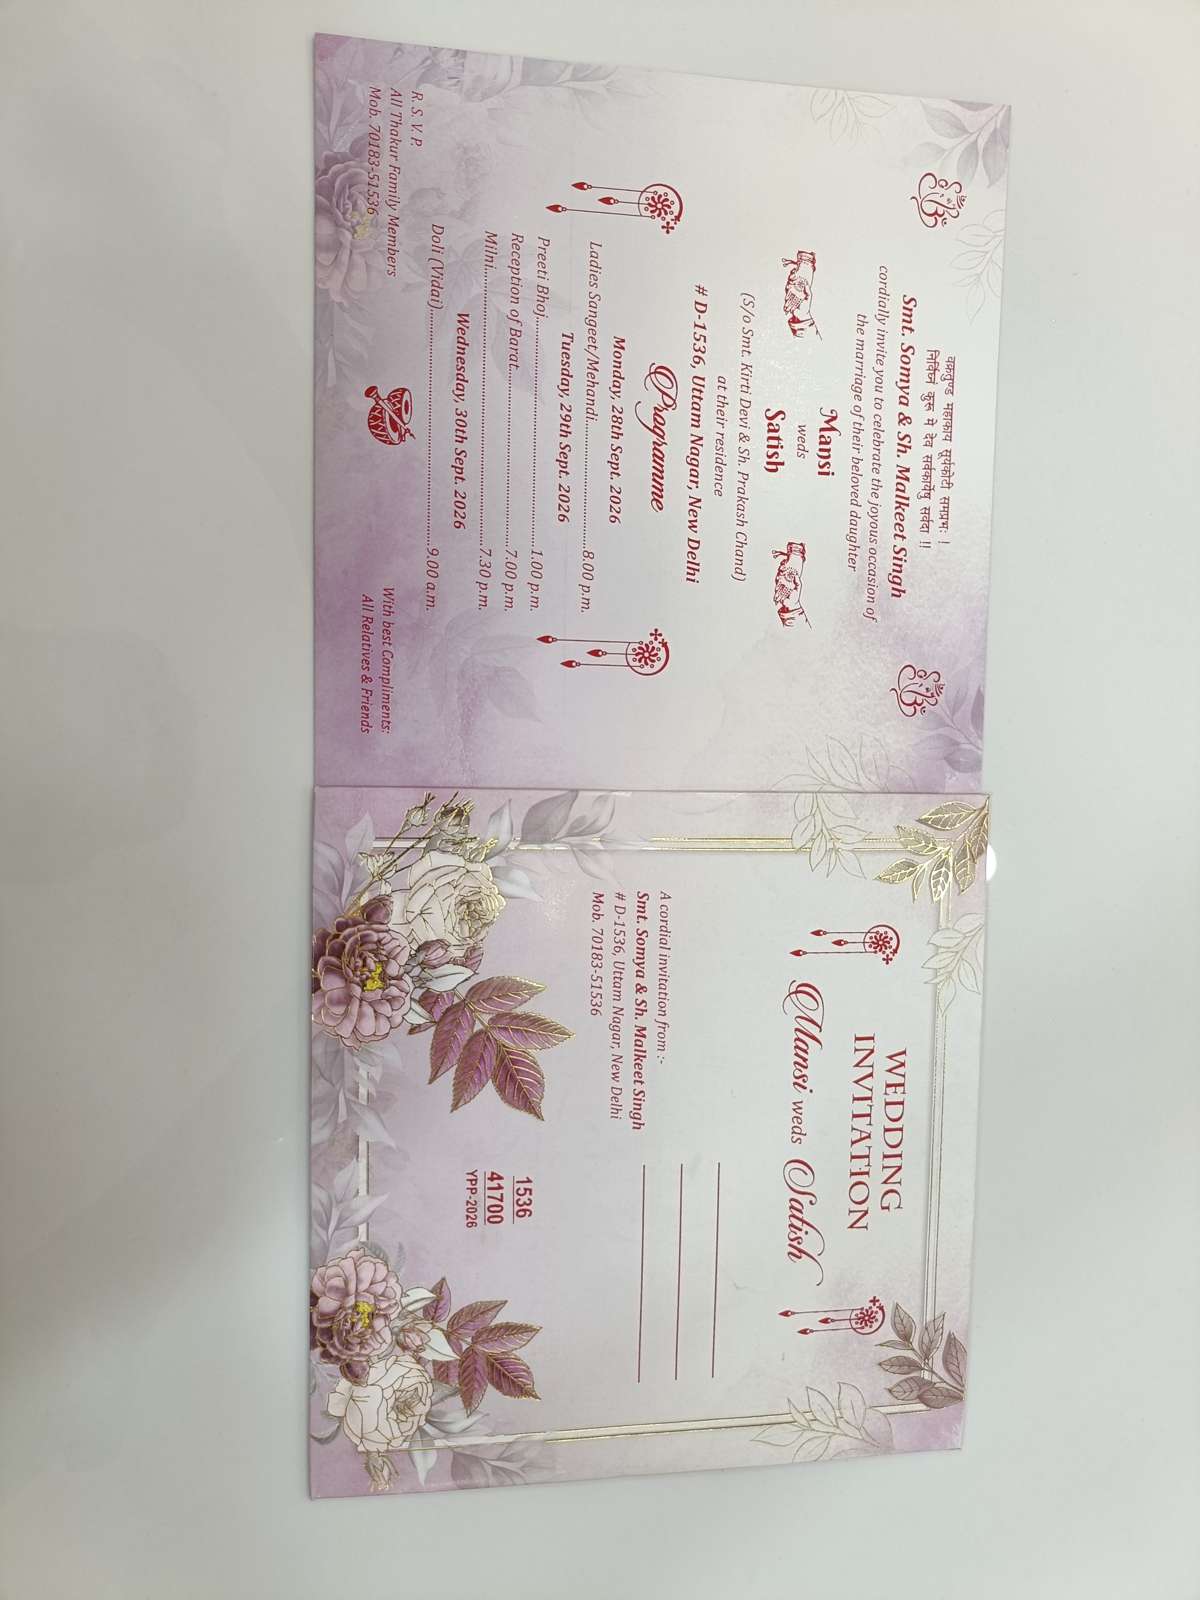 वक्रतुण्ड महाकाय सूर्यकोटी समप्रभः !
निर्विघ्नं कुरू मे देव सर्वकार्येषु सर्वदा !!
Smt. Somya & Sh. Malkeet Singh
cordially invite you to celebrate the joyous occasion of
the marriage of their beloved daughter
Mansi
weds
Satish
(S/o Smt. Kirti Devi & Sh. Prakash Chand)
at their residence
# D-1536, Uttam Nagar, New Delhi
Programme
Monday, 28th Sept. 2026
Ladies Sangeet/Mehandi..............................8.00 p.m.
Tuesday, 29th Sept. 2026
Preeti Bhoj..................................................1.00 p.m.
Reception of Barat.......................................7.00 p.m.
Milni...........................................................7.30 p.m.
Wednesday, 30th Sept. 2026
Doli (Vidai)..................................................9.00 a.m.
R. S. V. P.
All Thakur Family Members
Mob. 70183-51536
With best Compliments:
All Relatives & Friends
WEDDING
INVITATION
Mansi weds Satish
A cordial invitation from :-
Smt. Somya & Sh. Malkeet Singh
# D-1536, Uttam Nagar, New Delhi
Mob. 70183-51536
1536
41700
YPP-2026